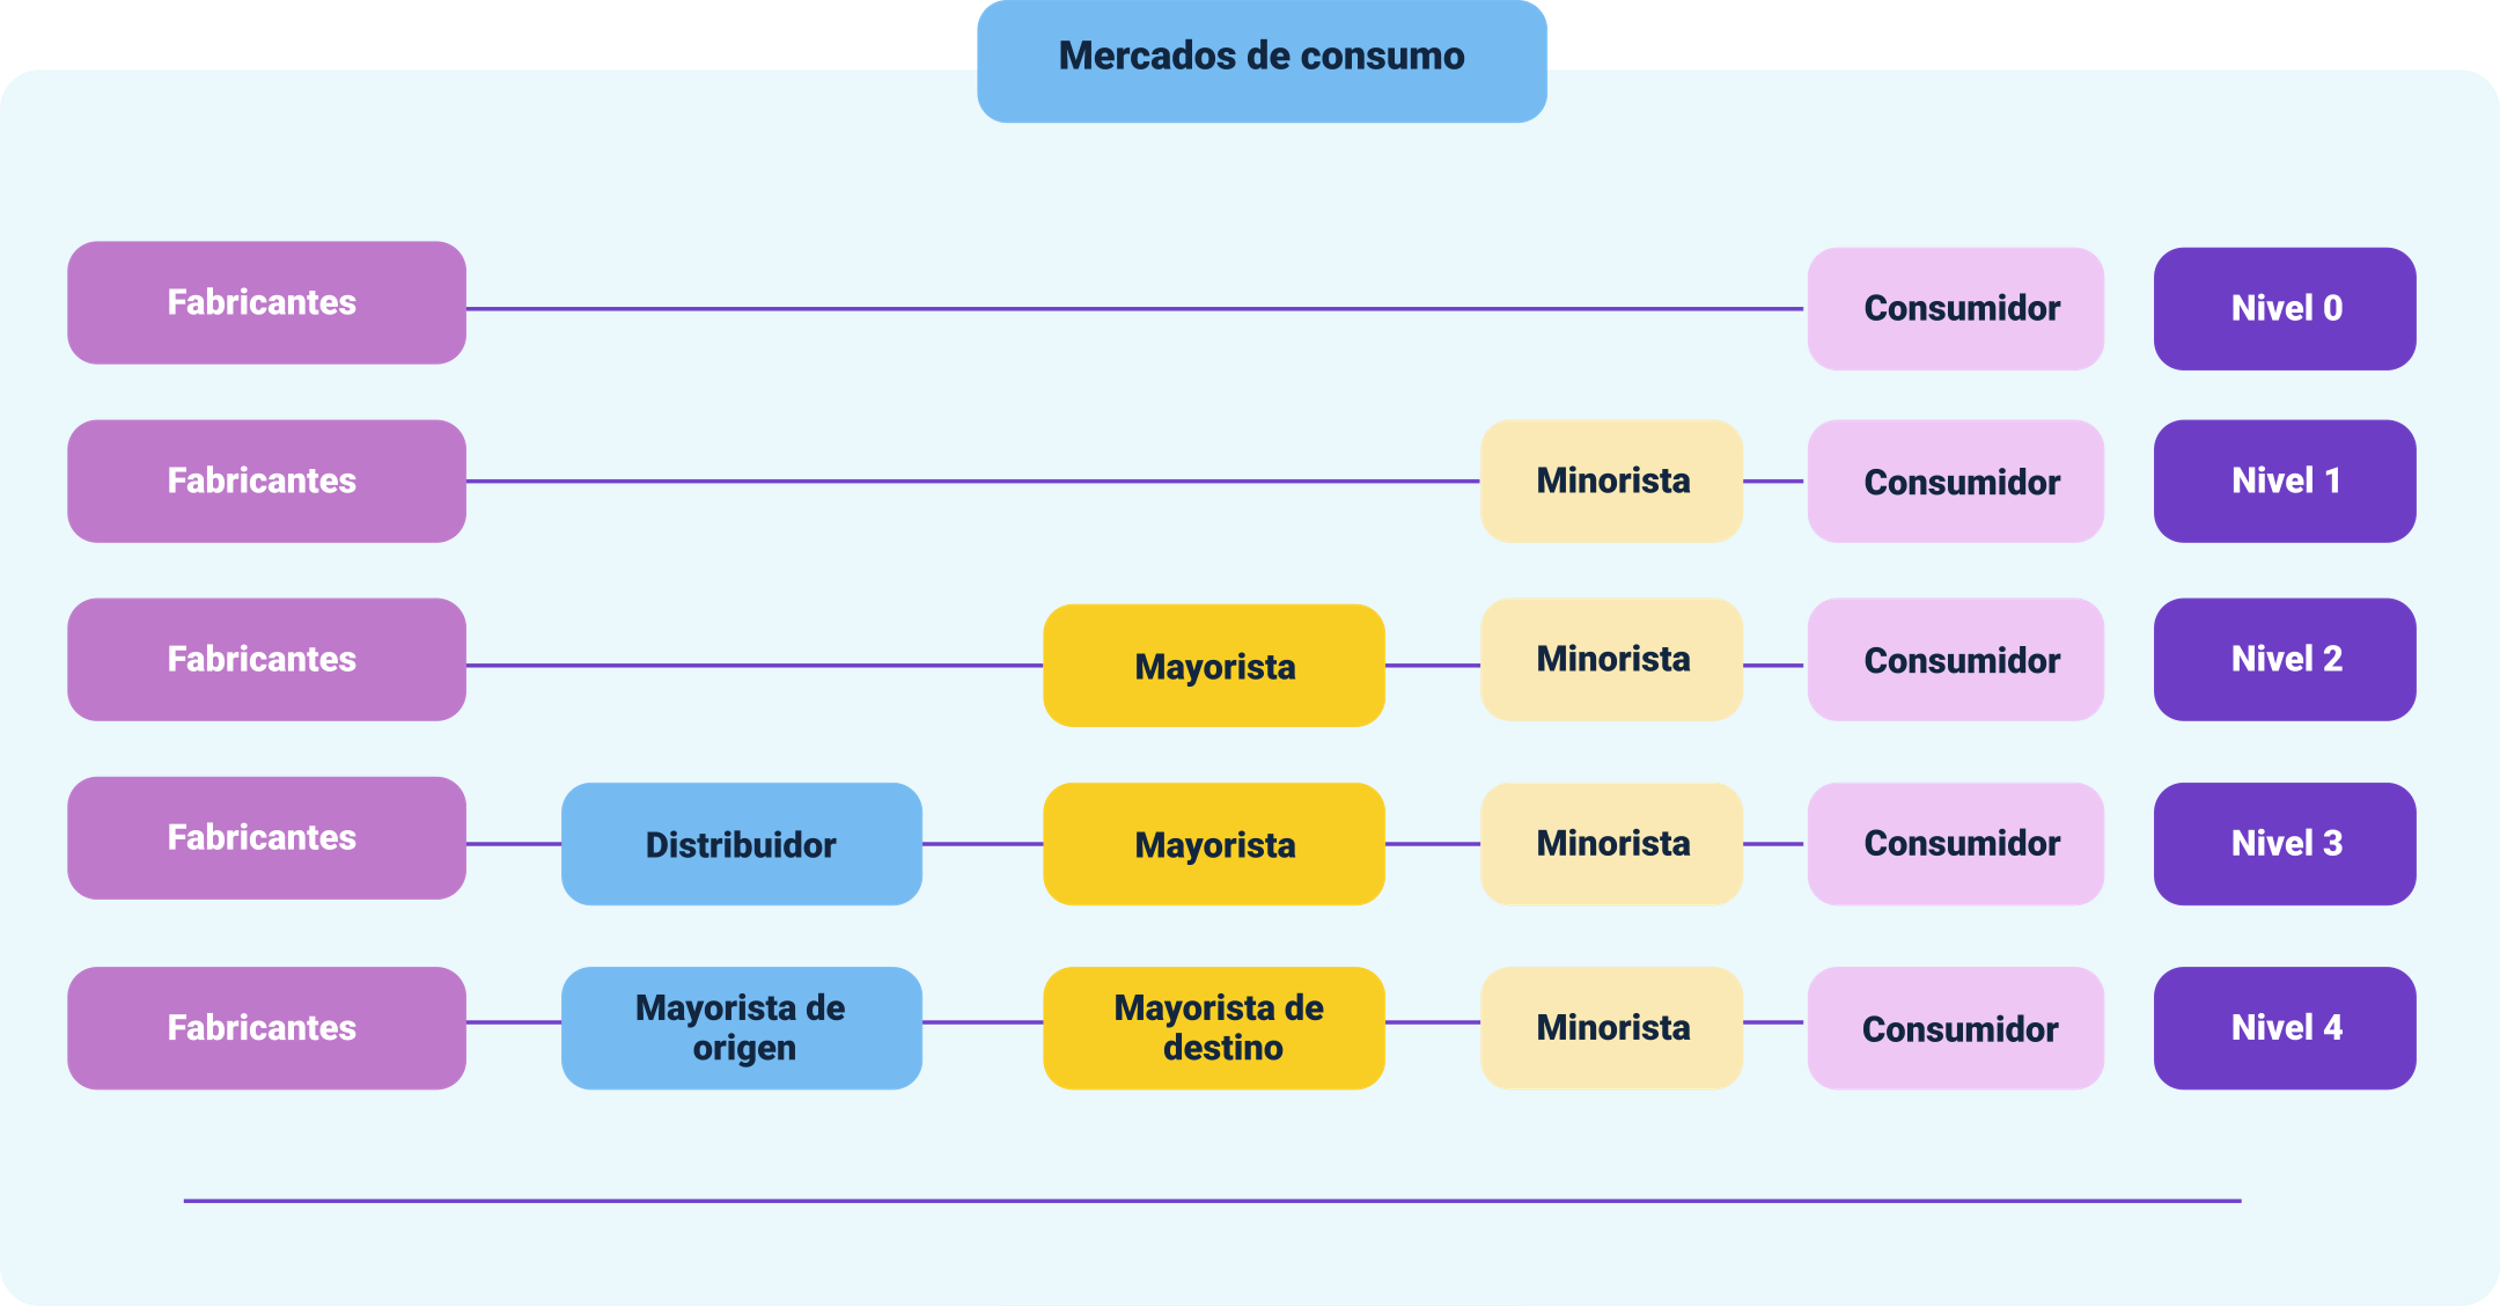 Mercados de consumo
Fabricantes
Consumidor
Nivel 0
Fabricantes
Minorista
Consumidor
Nivel 1
Fabricantes
Mayorista
Minorista
Consumidor
Nivel 2
Fabricantes
Distribuidor
Mayorista
Minorista
Consumidor
Nivel 3
Fabricantes
Mayorista de
origen
Mayorista de
destino
Minorista
Consumidor
Nivel 4